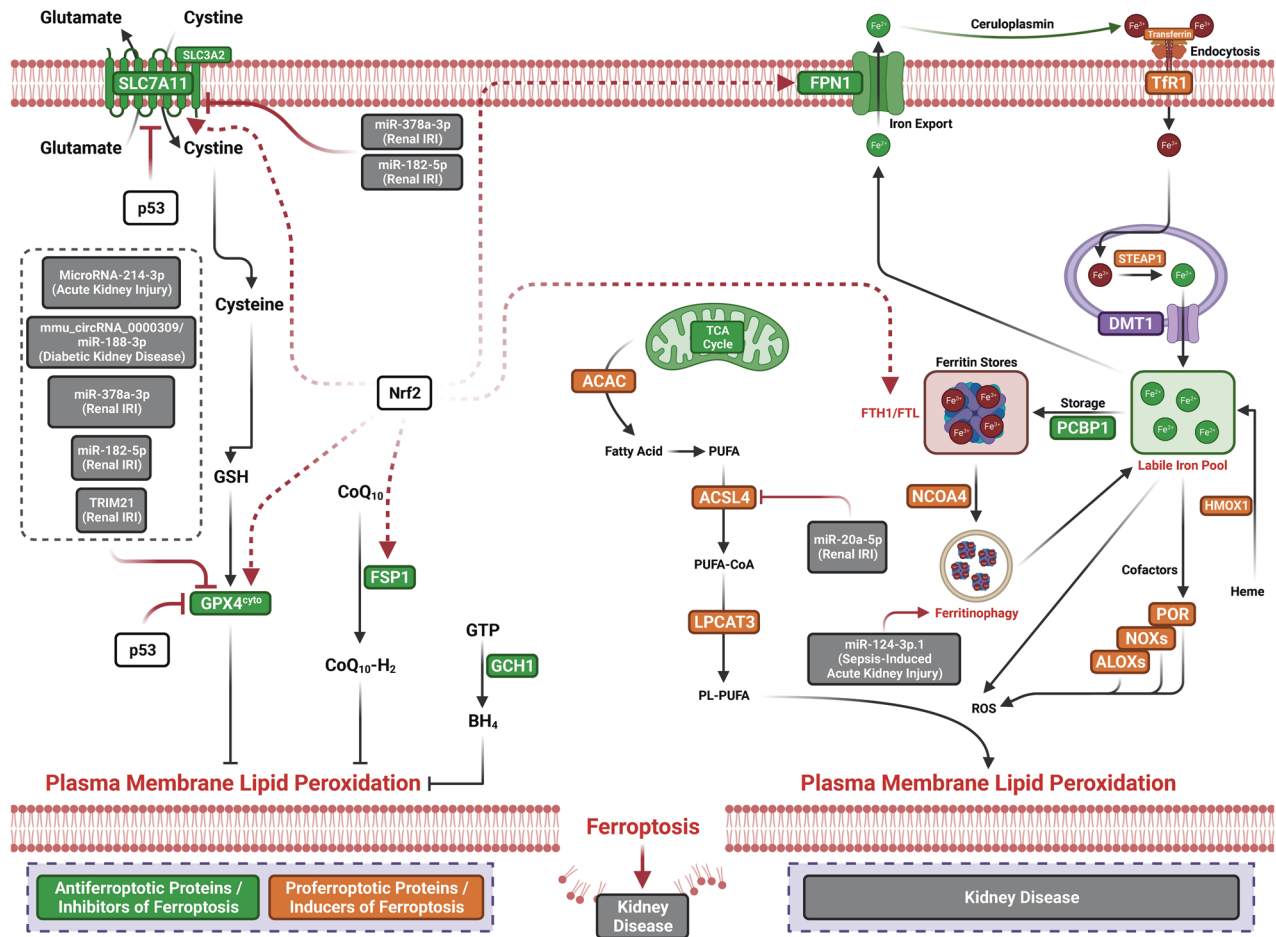 Glutamate
Cystine
SLC3A2
SLC7A11
Glutamate
Cystine
p53
miR-378a-3p
(Renal IRI)
miR-182-5p
(Renal IRI)
FPN1
Fe²⁺
Ceruloplasmin
Fe³⁺
Fe³⁺
Transferrin
Endocytosis
TfR1
Iron Export
Fe²⁺
Fe³⁺
MicroRNA-214-3p
(Acute Kidney Injury)
mmu_circRNA_0000309/
miR-188-3p
(Diabetic Kidney Disease)
miR-378a-3p
(Renal IRI)
miR-182-5p
(Renal IRI)
TRIM21
(Renal IRI)
Cysteine
GSH
GPX4ᶜʸᵗᵒ
p53
Nrf2
CoQ₁₀
FSP1
CoQ₁₀-H₂
GTP
GCH1
BH₄
TCA
Cycle
ACAC
Fatty Acid
PUFA
ACSL4
miR-20a-5p
(Renal IRI)
PUFA-CoA
LPCAT3
PL-PUFA
Fe³⁺
STEAP1
Fe²⁺
DMT1
Ferritin Stores
FTH1/FTL
Fe³⁺
Fe³⁺
Fe³⁺
Fe³⁺
Storage
PCBP1
Fe²⁺
Fe²⁺
Fe²⁺
Fe²⁺
Labile Iron Pool
NCOA4
Ferritinophagy
miR-124-3p.1
(Sepsis-Induced
Acute Kidney Injury)
HMOX1
Heme
Cofactors
POR
NOXs
ALOXs
ROS
Plasma Membrane Lipid Peroxidation
Plasma Membrane Lipid Peroxidation
Ferroptosis
Kidney
Disease
Antiferroptotic Proteins /
Inhibitors of Ferroptosis
Proferroptotic Proteins /
Inducers of Ferroptosis
Kidney Disease